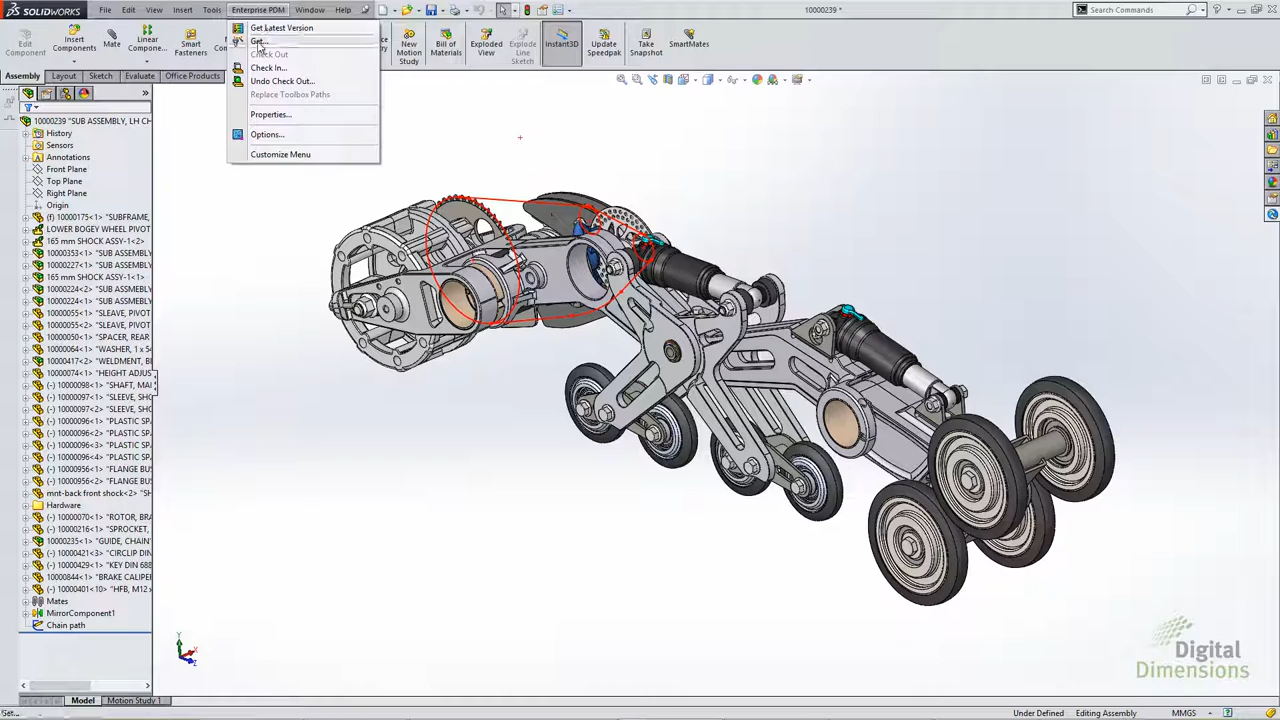 SOLIDWORKS
File Edit View Insert Tools Enterprise PDM Window Help
10000239 *
Search Commands
Edit Component
Insert Components
Mate
Linear Compone...
Smart Fasteners
New Motion Study
Bill of Materials
Exploded View
Explode Line Sketch
Instant3D
Update Speedpak
Take Snapshot
SmartMates
Get Latest Version
Get...
Check Out
Check In...
Undo Check Out...
Replace Toolbox Paths
Properties...
Options...
Customize Menu
Assembly Layout Sketch Evaluate Office Products
10000239 "SUB ASSEMBLY, LH CH
History
Sensors
Annotations
Front Plane
Top Plane
Right Plane
Origin
(f) 10000175<1> "SUBFRAME,
LOWER BOGEY WHEEL PIVOT
165 mm SHOCK ASSY-1<2>
10000353<1> "SUB ASSEMBLY
10000227<1> "SUB ASSEMBLY
165 mm SHOCK ASSY-1<1>
10000224<2> "SUB ASSEMBLY
10000224<1> "SUB ASSEMBLY
10000055<1> "SLEAVE, PIVOT
10000055<2> "SLEAVE, PIVOT
10000050<1> "SPACER, REAR
10000064<1> "WASHER, 1 x 5/
10000417<2> "WELDMENT, B
10000074<1> "HEIGHT ADJUS
(-) 10000098<1> "SHAFT, MAI
(-) 10000097<1> "SLEEVE, SHO
(-) 10000097<2> "SLEEVE, SHO
(-) 10000096<1> "PLASTIC SPA
(-) 10000096<2> "PLASTIC SPA
(-) 10000096<3> "PLASTIC SPA
(-) 10000096<4> "PLASTIC SPA
(-) 10000956<1> "FLANGE BUS
(-) 10000956<2> "FLANGE BUS
mnt-back front shock<2> "SH
Hardware
(-) 10000070<1> "ROTOR, BRA
(-) 10000216<1> "SPROCKET,
10000235<1> "GUIDE, CHAIN
(-) 10000421<3> "CIRCLIP DIN
(-) 10000429<1> "KEY DIN 688
10000844<1> "BRAKE CALIPER
(-) 10000401<10> "HFB, M12 x
Mates
MirrorComponent1
Chain path
Y
X
Z
Digital
Dimensions
Model Motion Study 1
Get...
Under Defined Editing Assembly MMGS